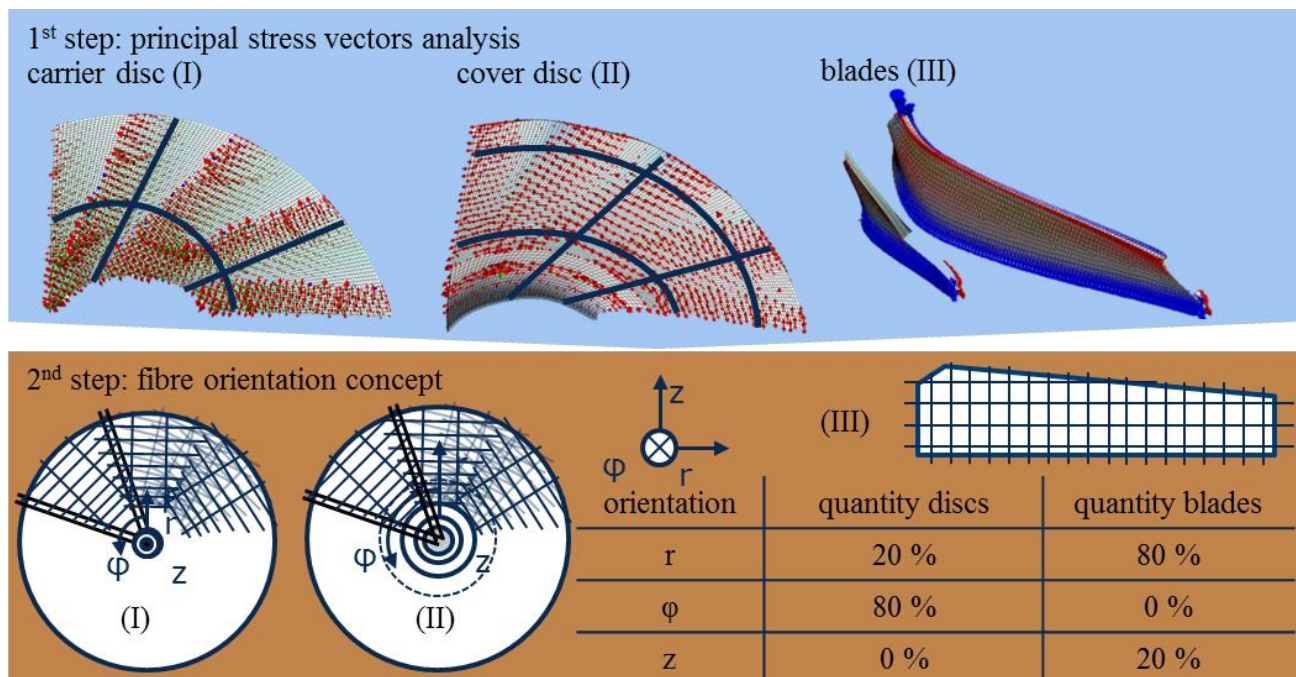 1st step: principal stress vectors analysis
carrier disc (I)
cover disc (II)
blades (III)
2nd step: fibre orientation concept
z
φ
r
(III)
r
φ
z
(I)
r
φ
z
(II)
orientation quantity discs quantity blades
r 20 % 80 %
φ 80 % 0 %
z 0 % 20 %